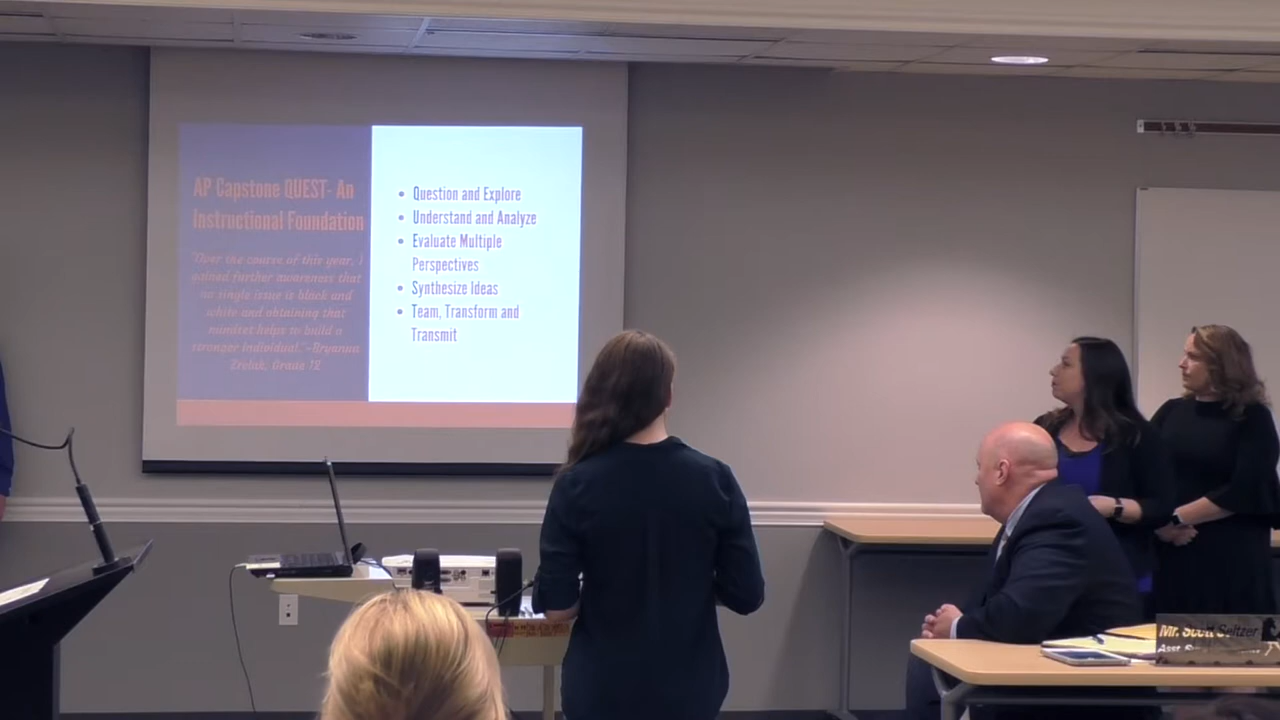 AP Capstone QUEST- An
Instructional Foundation
"Over the course of this year, I
gained further awareness that
no single issue is black and
white and obtaining that
mindset helps to build a
stronger individual."-Bryanna
Grade 12
• Question and Explore
• Understand and Analyze
• Evaluate Multiple
Perspectives
• Synthesize Ideas
• Team, Transform and
Transmit
Mr. Scott Seltzer